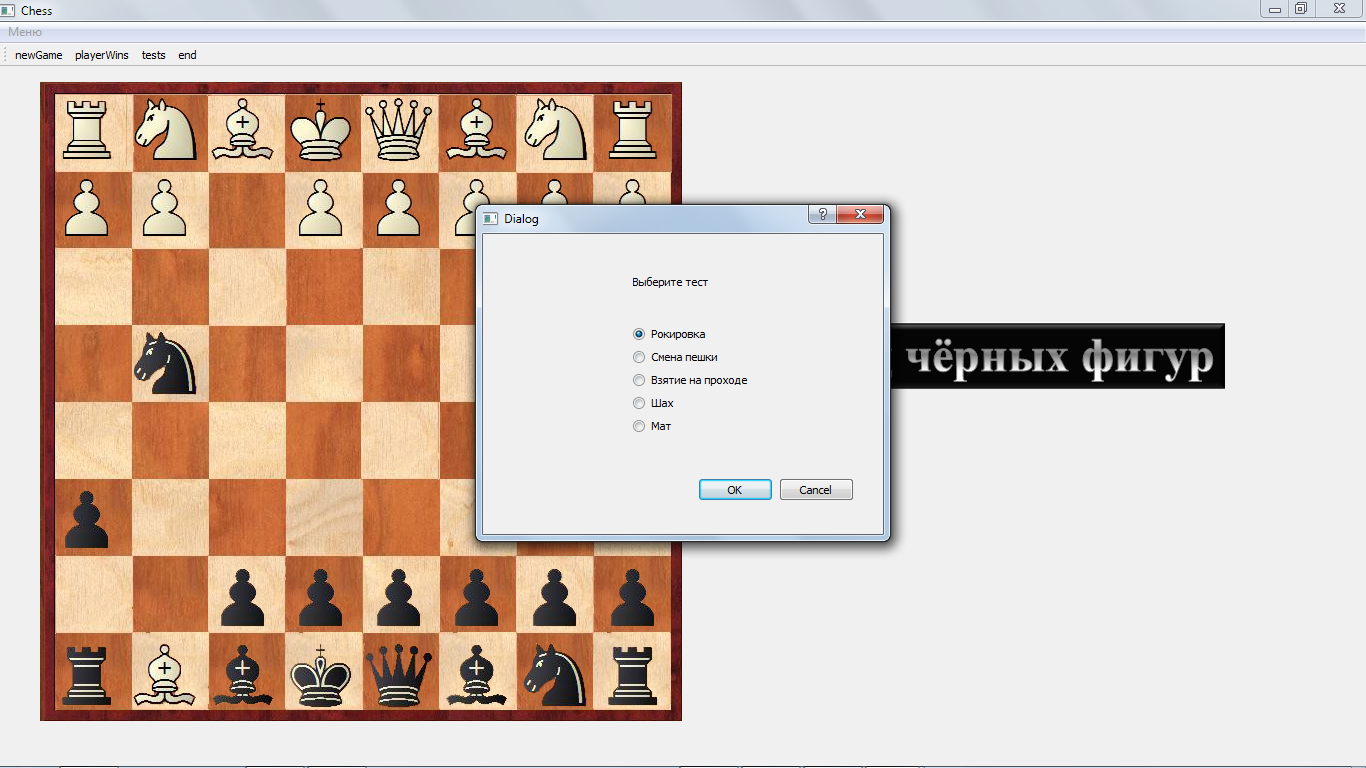 Chess
Меню
newGame playerWins tests end
Dialog
Выберите тест
Рокировка
Смена пешки
Взятие на проходе
Шах
Мат
OK Cancel
чёрных фигур